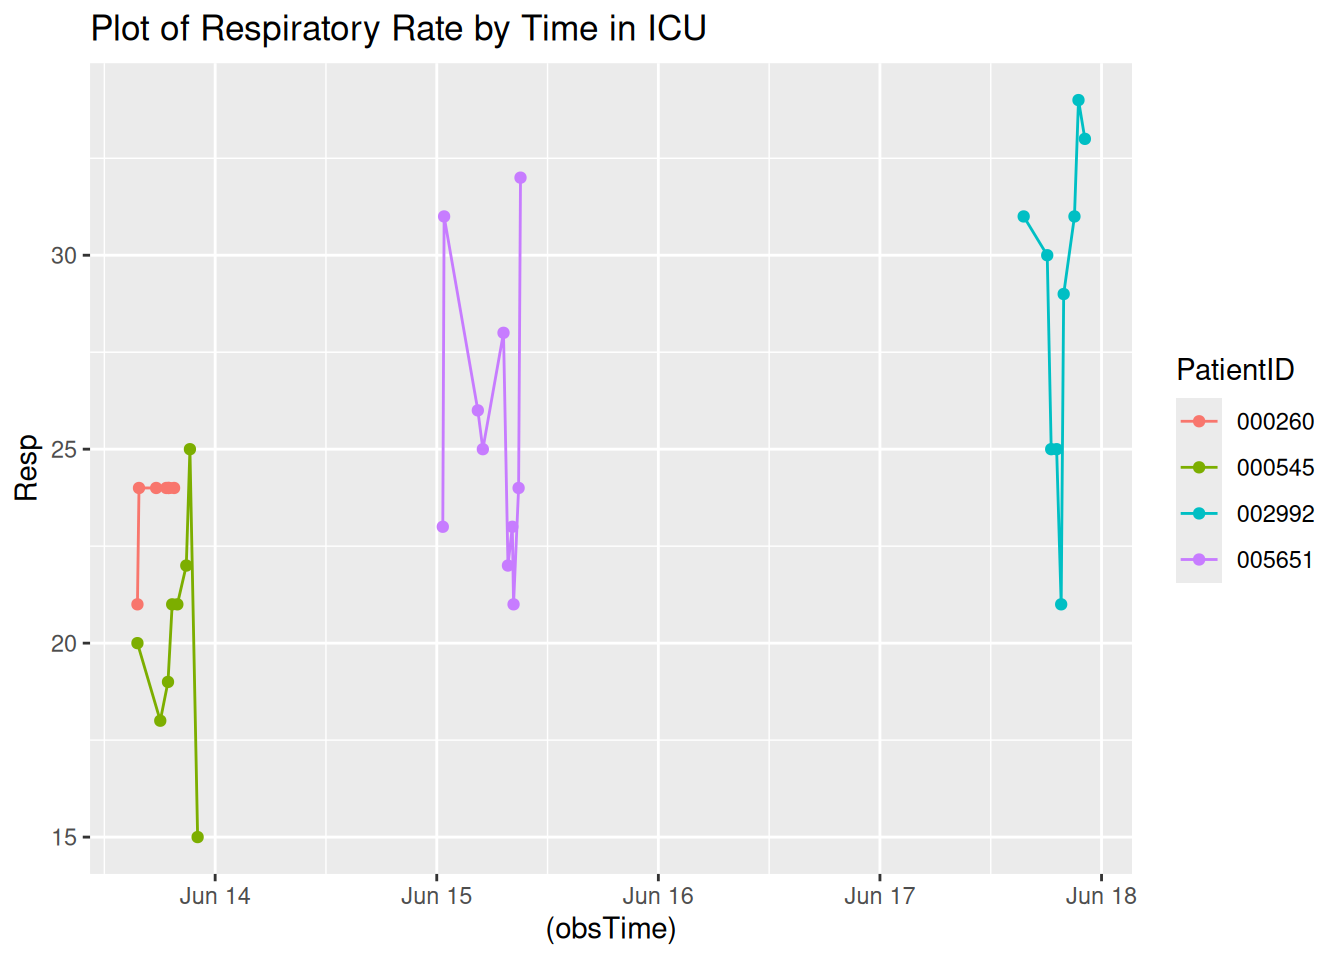 Plot of Respiratory Rate by Time in ICU
Resp
30
25
20
15
Jun 14 Jun 15 Jun 16 Jun 17 Jun 18
(obsTime)
PatientID
000260
000545
002992
005651